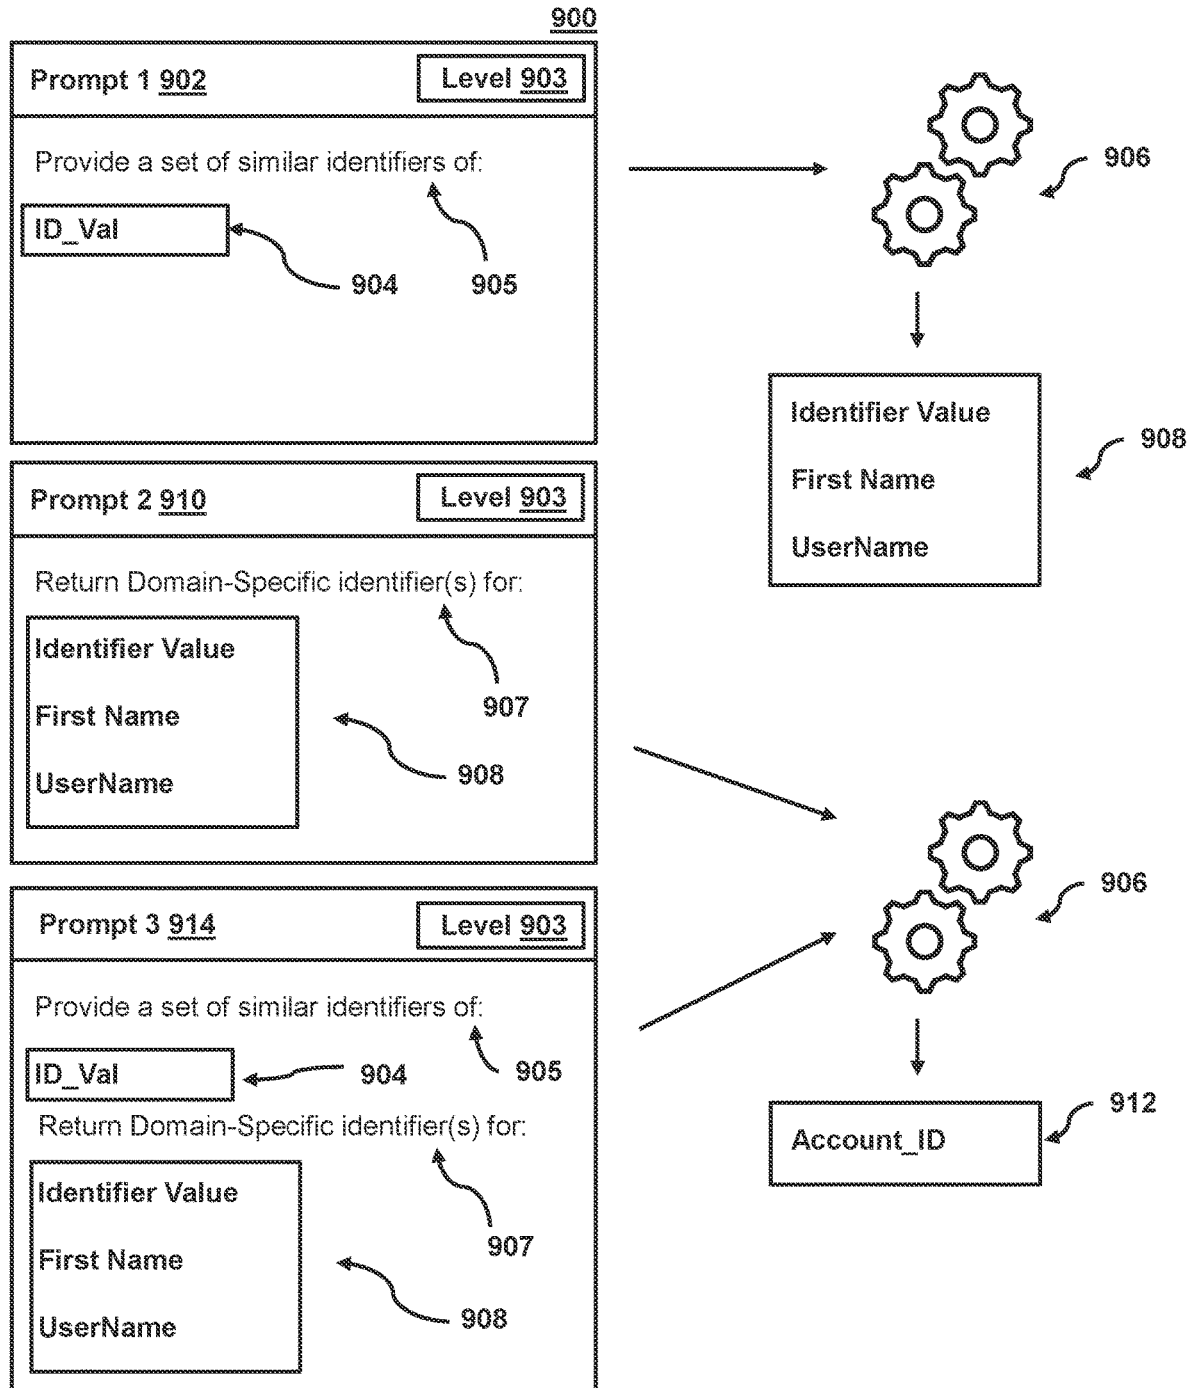 900
Prompt 1 902
Level 903
Provide a set of similar identifiers of:
ID_Val
904
905
906
Identifier Value
First Name
UserName
908
Prompt 2 910
Level 903
Return Domain-Specific identifier(s) for:
Identifier Value
First Name
UserName
907
908
906
Prompt 3 914
Level 903
Provide a set of similar identifiers of:
ID_Val
904
905
Return Domain-Specific identifier(s) for:
Identifier Value
First Name
UserName
907
908
Account_ID
912